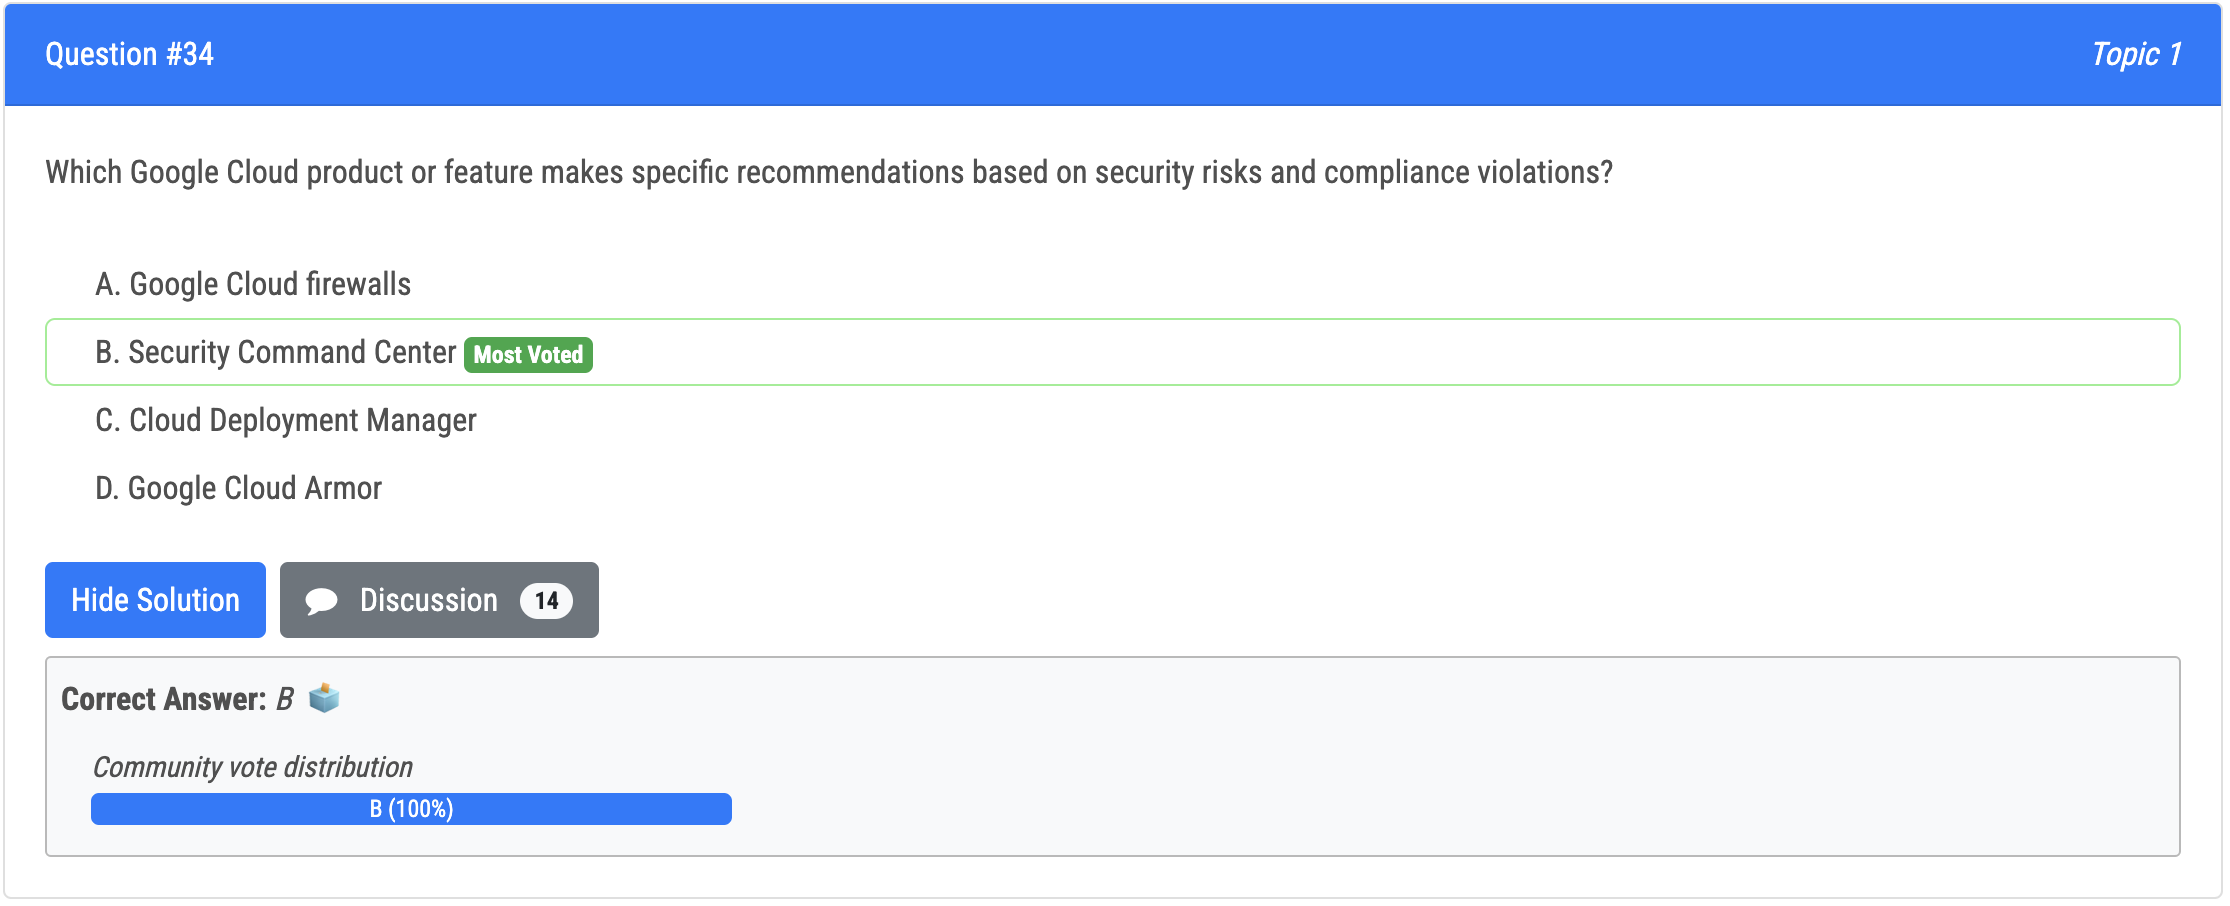 Question #34
Topic 1
Which Google Cloud product or feature makes specific recommendations based on security risks and compliance violations?
A. Google Cloud firewalls
B. Security Command Center Most Voted
C. Cloud Deployment Manager
D. Google Cloud Armor
Hide Solution
Discussion 14
Correct Answer: B
Community vote distribution
B (100%)